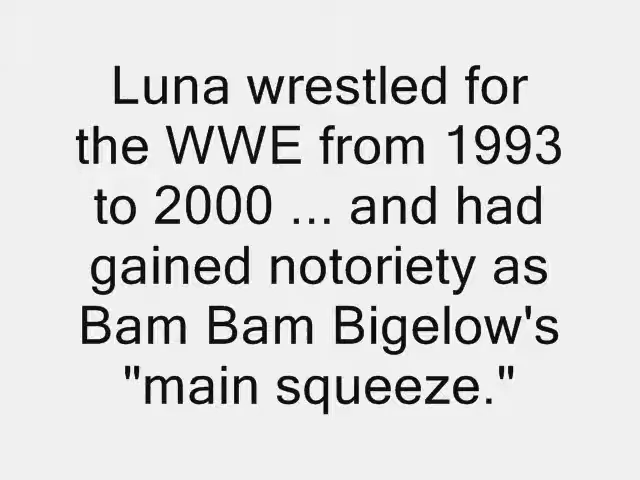 Luna wrestled for
the WWE from 1993
to 2000 ... and had
gained notoriety as
Bam Bam Bigelow's
"main squeeze."